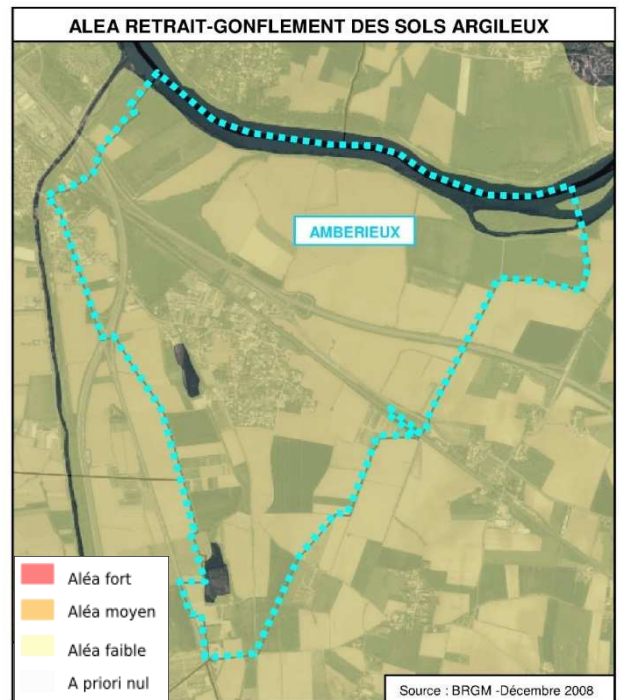 ALEA RETRAIT-GONFLEMENT DES SOLS ARGILEUX
AMBERIEUX
Aléa fort
Aléa moyen
Aléa faible
A priori nul
Source : BRGM -Décembre 2008